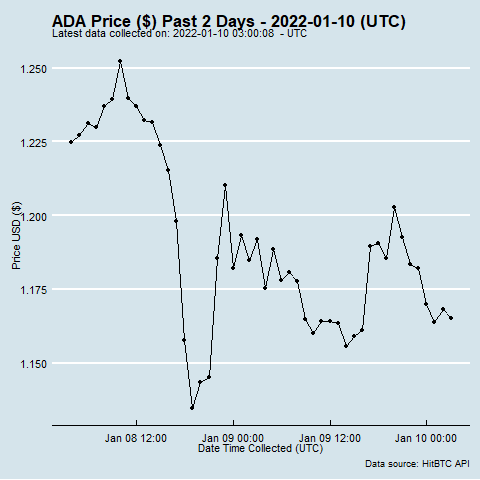 ADA Price ($) Past 2 Days - 2022-01-10 (UTC)
Latest data collected on: 2022-01-10 03:00:08 - UTC
1.250
1.225
1.200
1.175
1.150
Price USD ($)
Jan 08 12:00
Jan 09 00:00
Jan 09 12:00
Jan 10 00:00
Date Time Collected (UTC)
Data source: HitBTC API